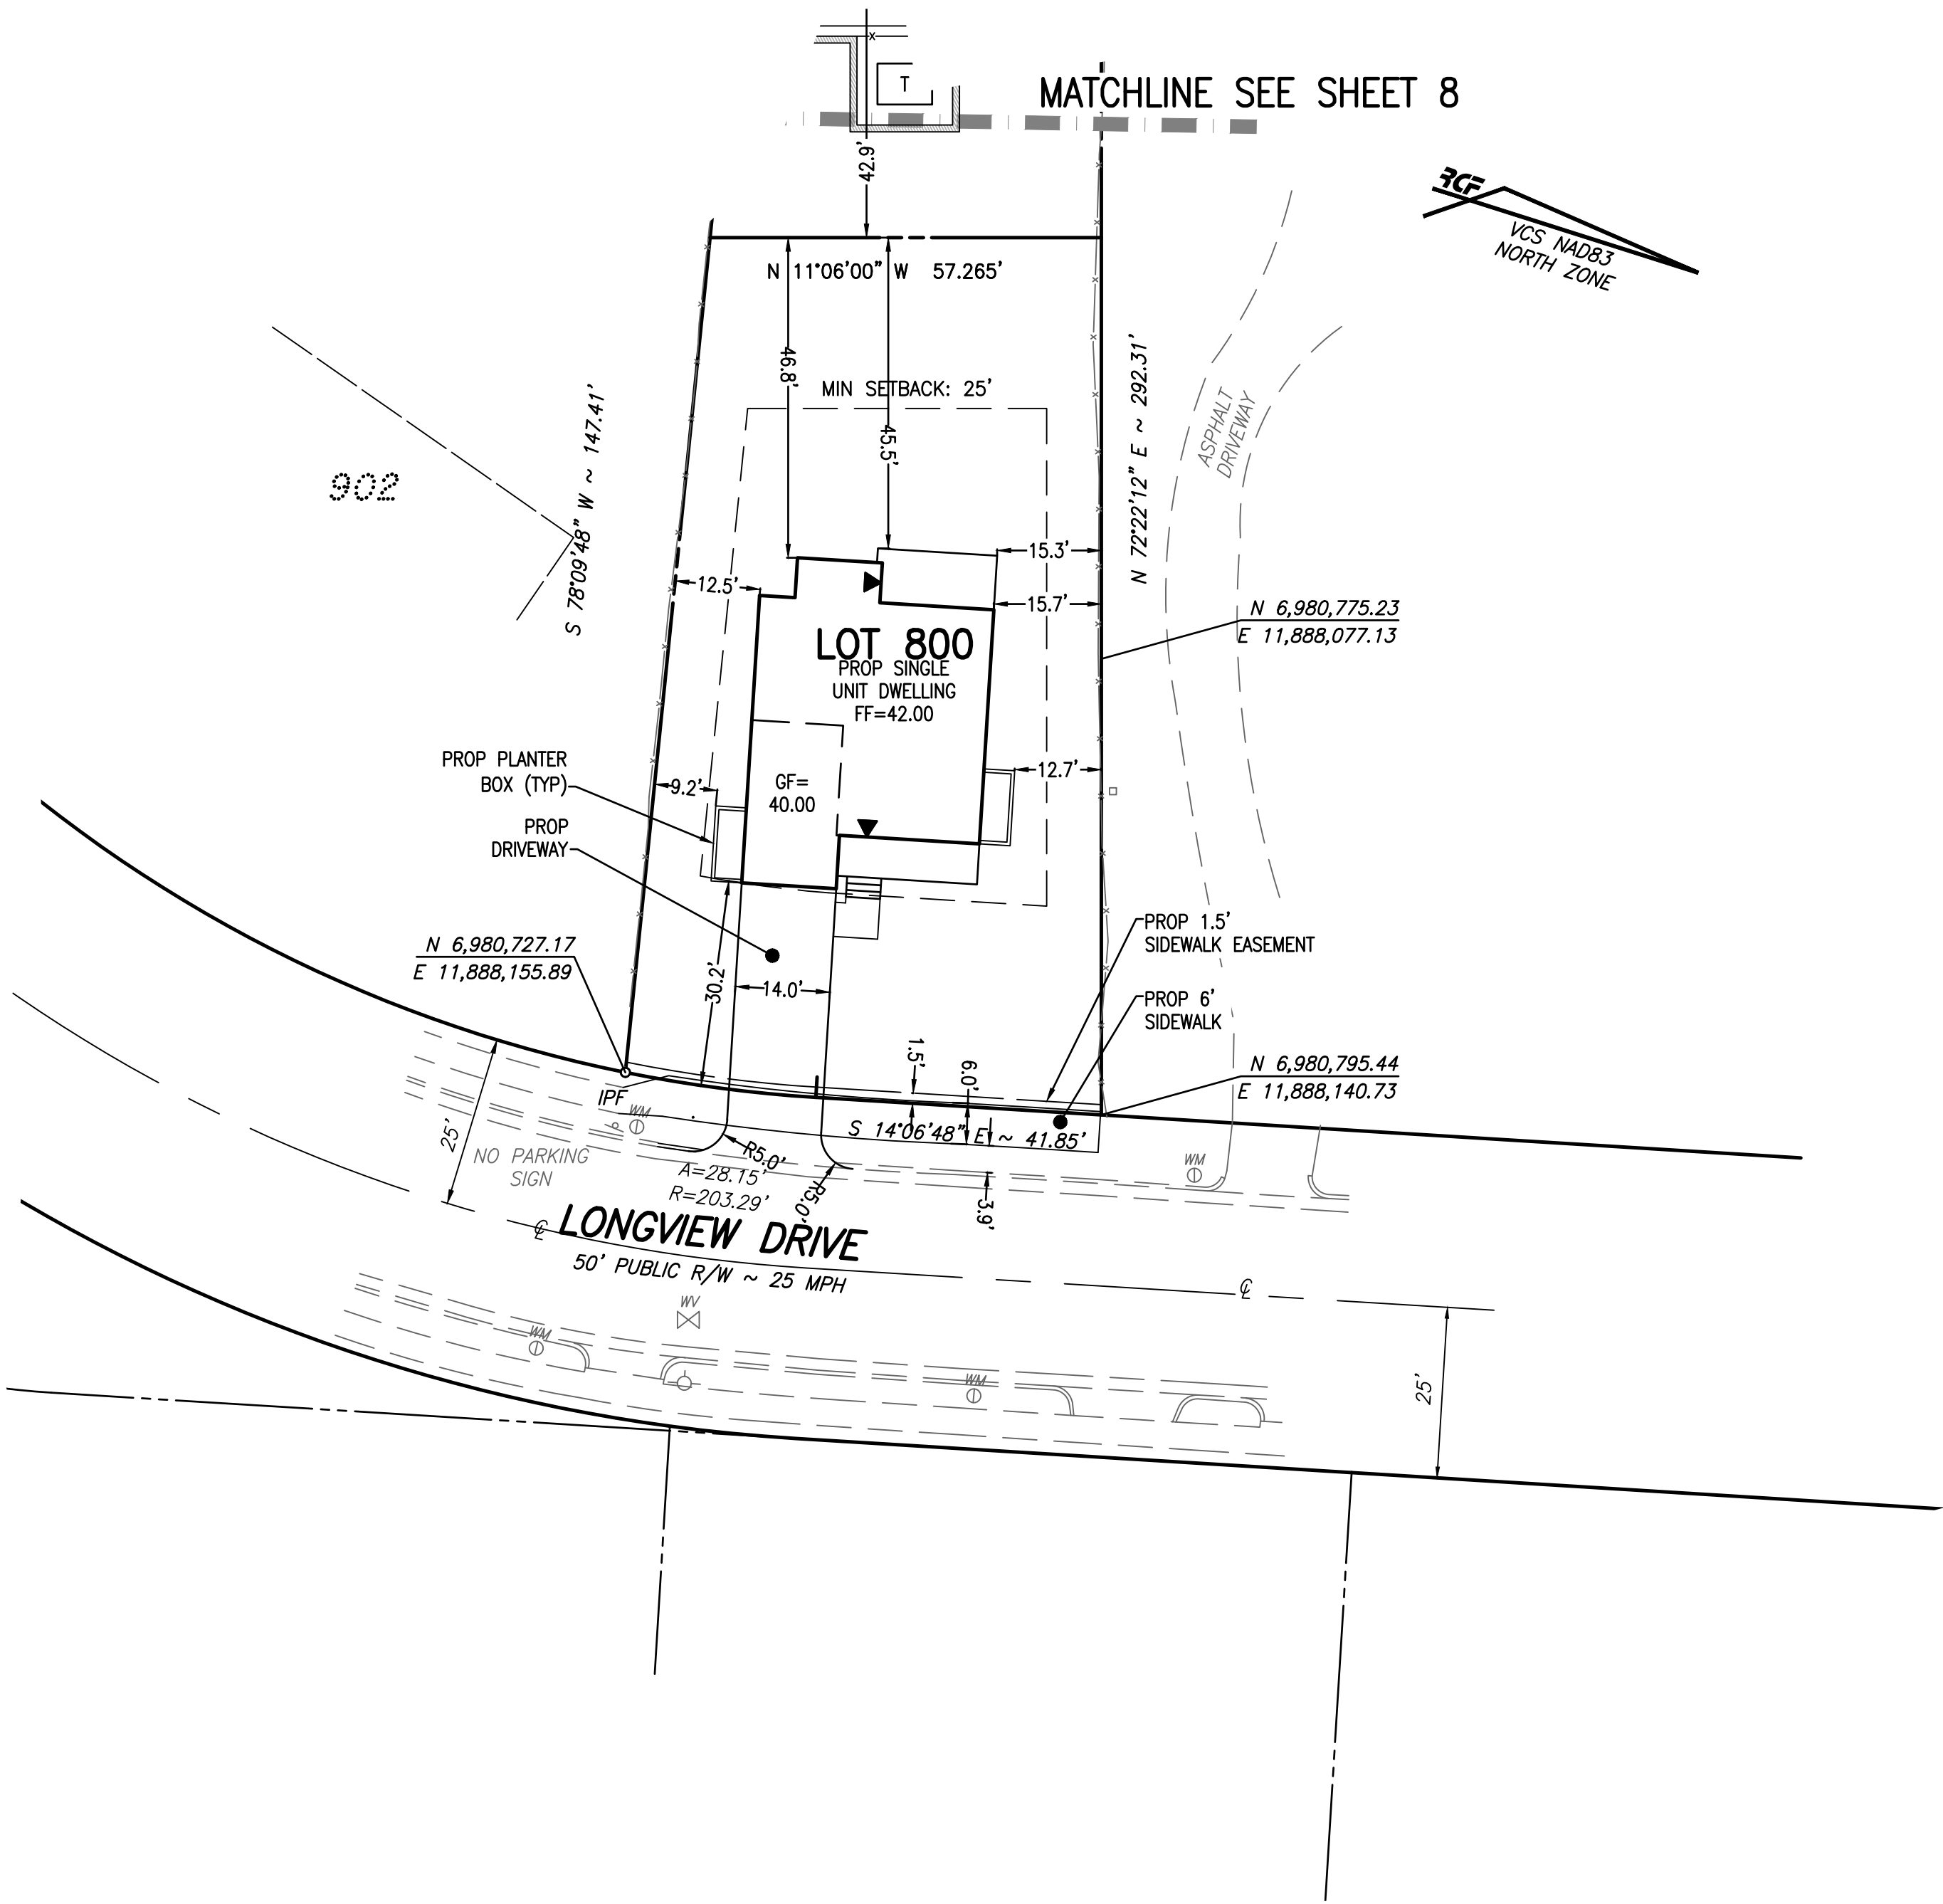 T
MATCHLINE SEE SHEET 8
42.9'
VCS NAD83
NORTH ZONE
N 11°06'00" W 57.265'
46.8'
MIN SETBACK: 25'
45.5'
N 72°22'12" E ~ 292.31'
ASPHALT
DRIVEWAY
902
S 78°09'48" W ~ 147.41'
15.3'
12.5'
15.7'
N 6,980,775.23
E 11,888,077.13
LOT 800
PROP SINGLE
UNIT DWELLING
FF=42.00
PROP PLANTER
BOX (TYP)
9.2'
GF=
40.00
12.7'
PROP
DRIVEWAY
PROP 1.5'
SIDEWALK EASEMENT
N 6,980,727.17
E 11,888,155.89
30.2'
14.0'
PROP 6'
SIDEWALK
1.5'
6.0'
N 6,980,795.44
E 11,888,140.73
IPF
WM
25'
NO PARKING
SIGN
S 14°06'48" E ~ 41.85'
R5.0'
A=28.15'
R=203.29'
R5.0'
WM
3.9'
LONGVIEW DRIVE
50' PUBLIC R/W ~ 25 MPH
WV
WM
WM
25'